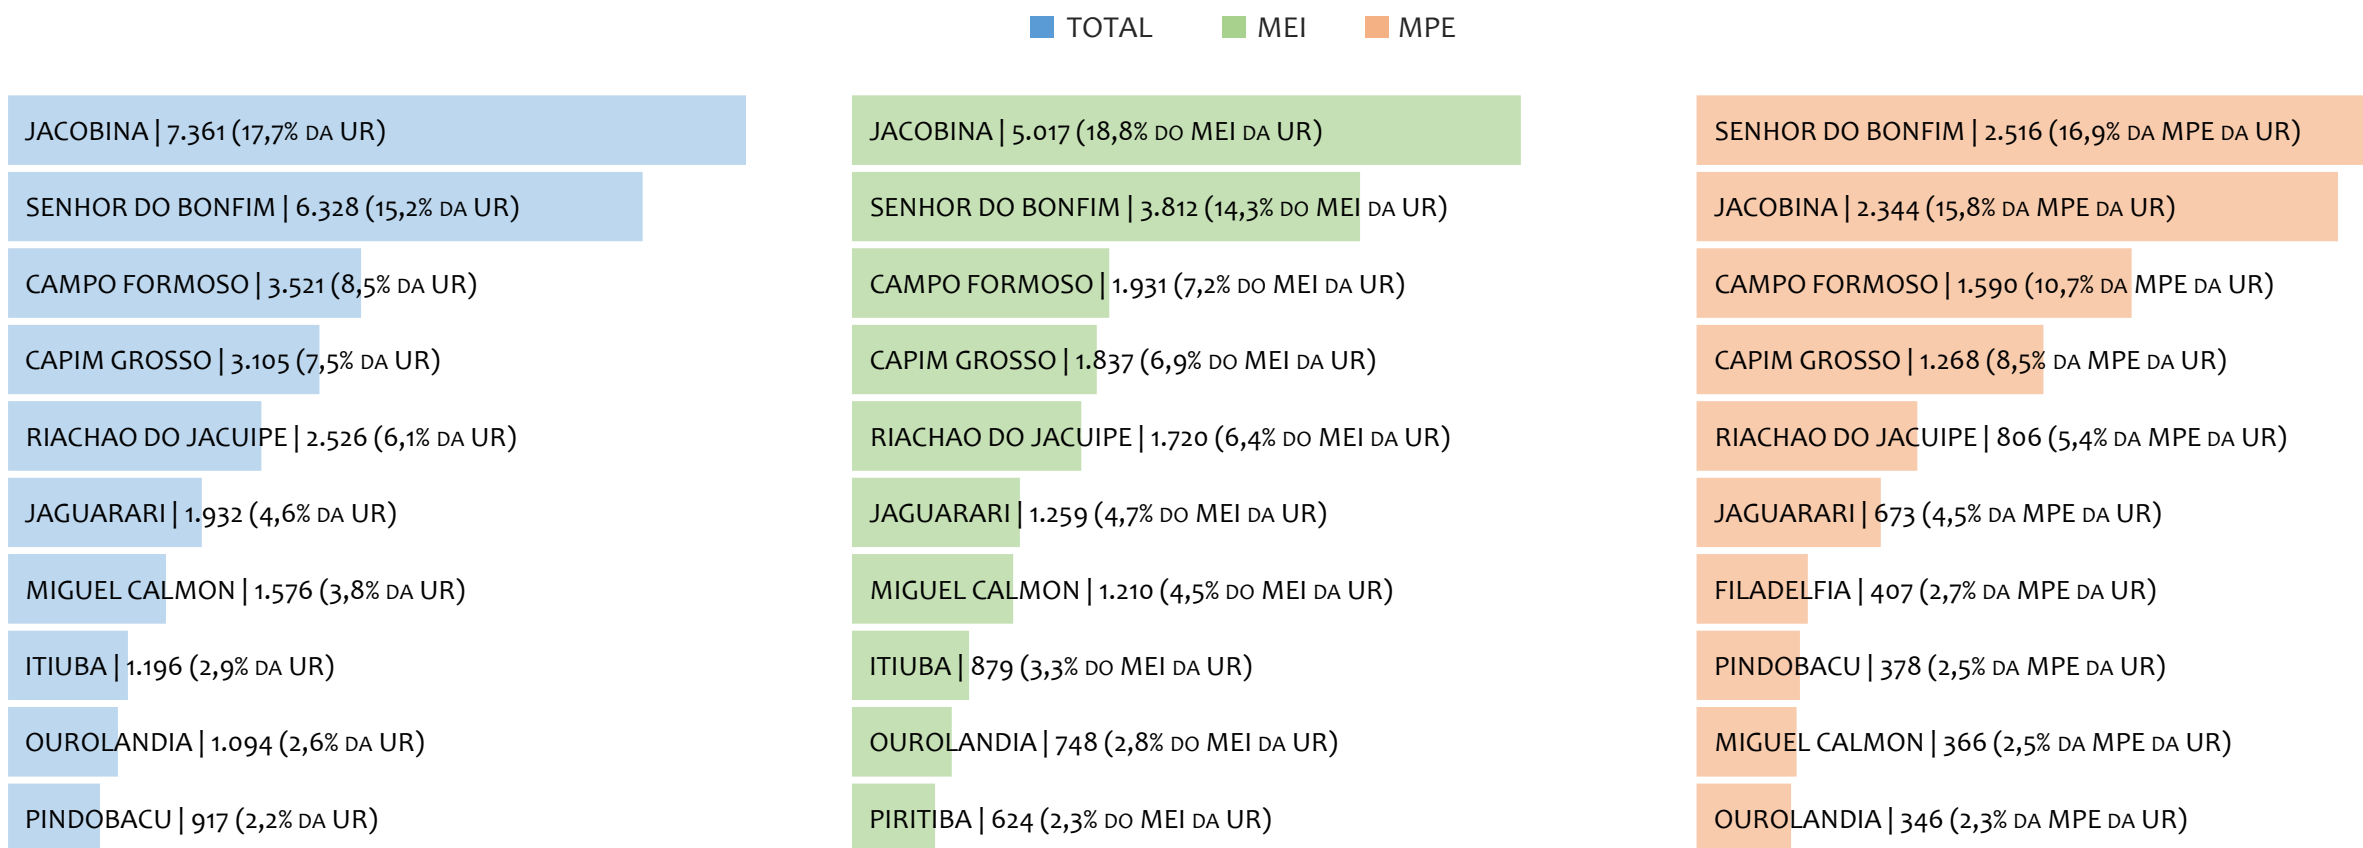 TOTAL MEI MPE
JACOBINA | 7.361 (17,7% DA UR)
SENHOR DO BONFIM | 6.328 (15,2% DA UR)
CAMPO FORMOSO | 3.521 (8,5% DA UR)
CAPIM GROSSO | 3.105 (7,5% DA UR)
RIACHAO DO JACUIPE | 2.526 (6,1% DA UR)
JAGUARARI | 1.932 (4,6% DA UR)
MIGUEL CALMON | 1.576 (3,8% DA UR)
ITIUBA | 1.196 (2,9% DA UR)
OUROLANDIA | 1.094 (2,6% DA UR)
PINDOBACU | 917 (2,2% DA UR)
JACOBINA | 5.017 (18,8% DO MEI DA UR)
SENHOR DO BONFIM | 3.812 (14,3% DO MEI DA UR)
CAMPO FORMOSO | 1.931 (7,2% DO MEI DA UR)
CAPIM GROSSO | 1.837 (6,9% DO MEI DA UR)
RIACHAO DO JACUIPE | 1.720 (6,4% DO MEI DA UR)
JAGUARARI | 1.259 (4,7% DO MEI DA UR)
MIGUEL CALMON | 1.210 (4,5% DO MEI DA UR)
ITIUBA | 879 (3,3% DO MEI DA UR)
OUROLANDIA | 748 (2,8% DO MEI DA UR)
PIRITIBA | 624 (2,3% DO MEI DA UR)
SENHOR DO BONFIM | 2.516 (16,9% DA MPE DA UR)
JACOBINA | 2.344 (15,8% DA MPE DA UR)
CAMPO FORMOSO | 1.590 (10,7% DA MPE DA UR)
CAPIM GROSSO | 1.268 (8,5% DA MPE DA UR)
RIACHAO DO JACUIPE | 806 (5,4% DA MPE DA UR)
JAGUARARI | 673 (4,5% DA MPE DA UR)
FILADELFIA | 407 (2,7% DA MPE DA UR)
PINDOBACU | 378 (2,5% DA MPE DA UR)
MIGUEL CALMON | 366 (2,5% DA MPE DA UR)
OUROLANDIA | 346 (2,3% DA MPE DA UR)